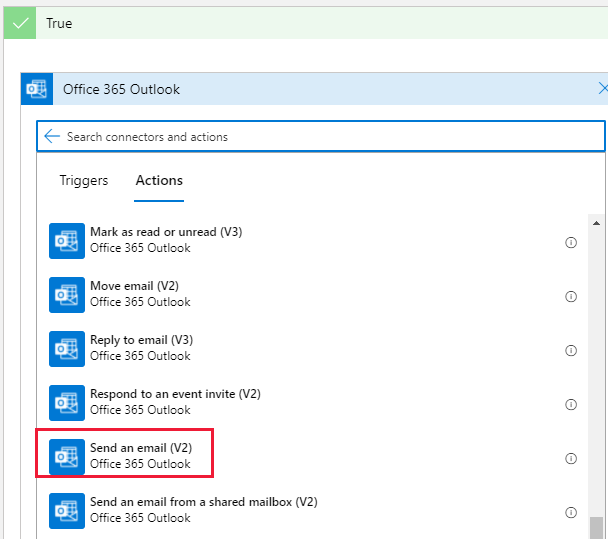 True
Office 365 Outlook
Search connectors and actions
Triggers Actions
Mark as read or unread (V3)
Office 365 Outlook
Move email (V2)
Office 365 Outlook
Reply to email (V3)
Office 365 Outlook
Respond to an event invite (V2)
Office 365 Outlook
Send an email (V2)
Office 365 Outlook
Send an email from a shared mailbox (V2)
Office 365 Outlook